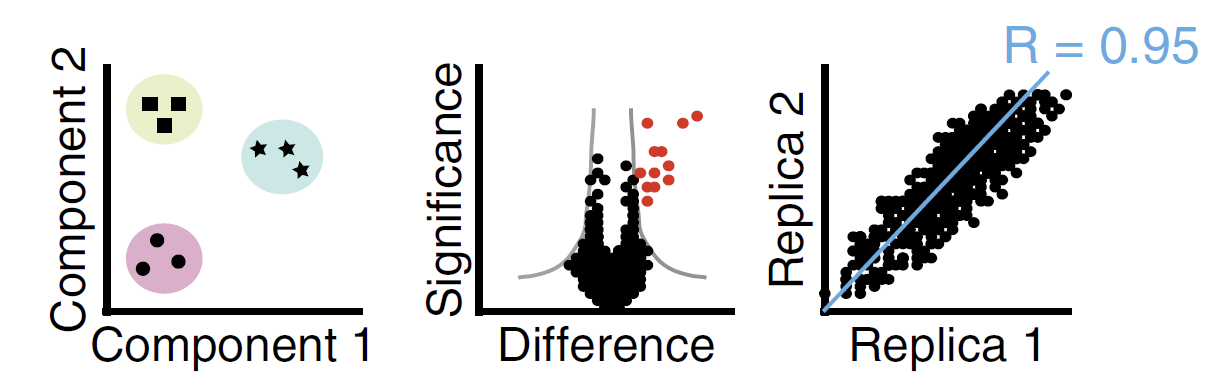 Component 2
Component 1
Significance
Difference
Replica 2
Replica 1
R = 0.95